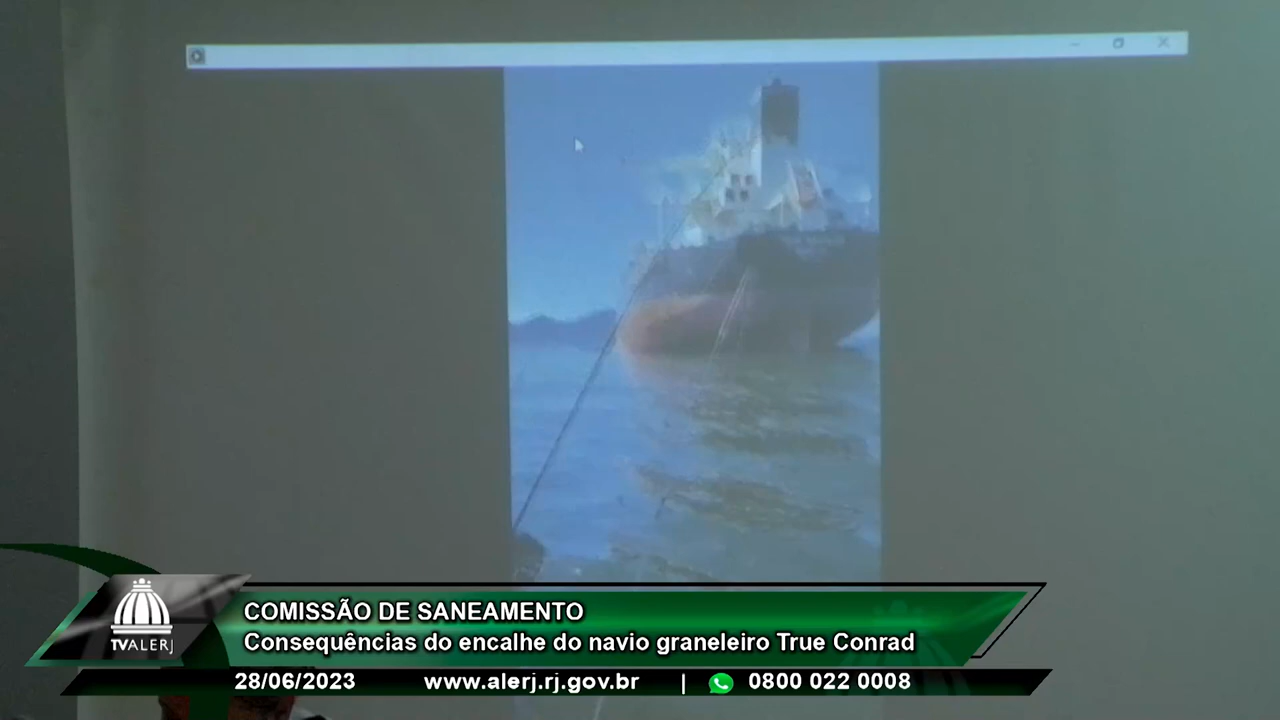 COMISSÃO DE SANEAMENTO
Consequências do encalhe do navio graneleiro True Conrad
TVALERJ
28/06/2023 www.alerj.rj.gov.br | 0800 022 0008